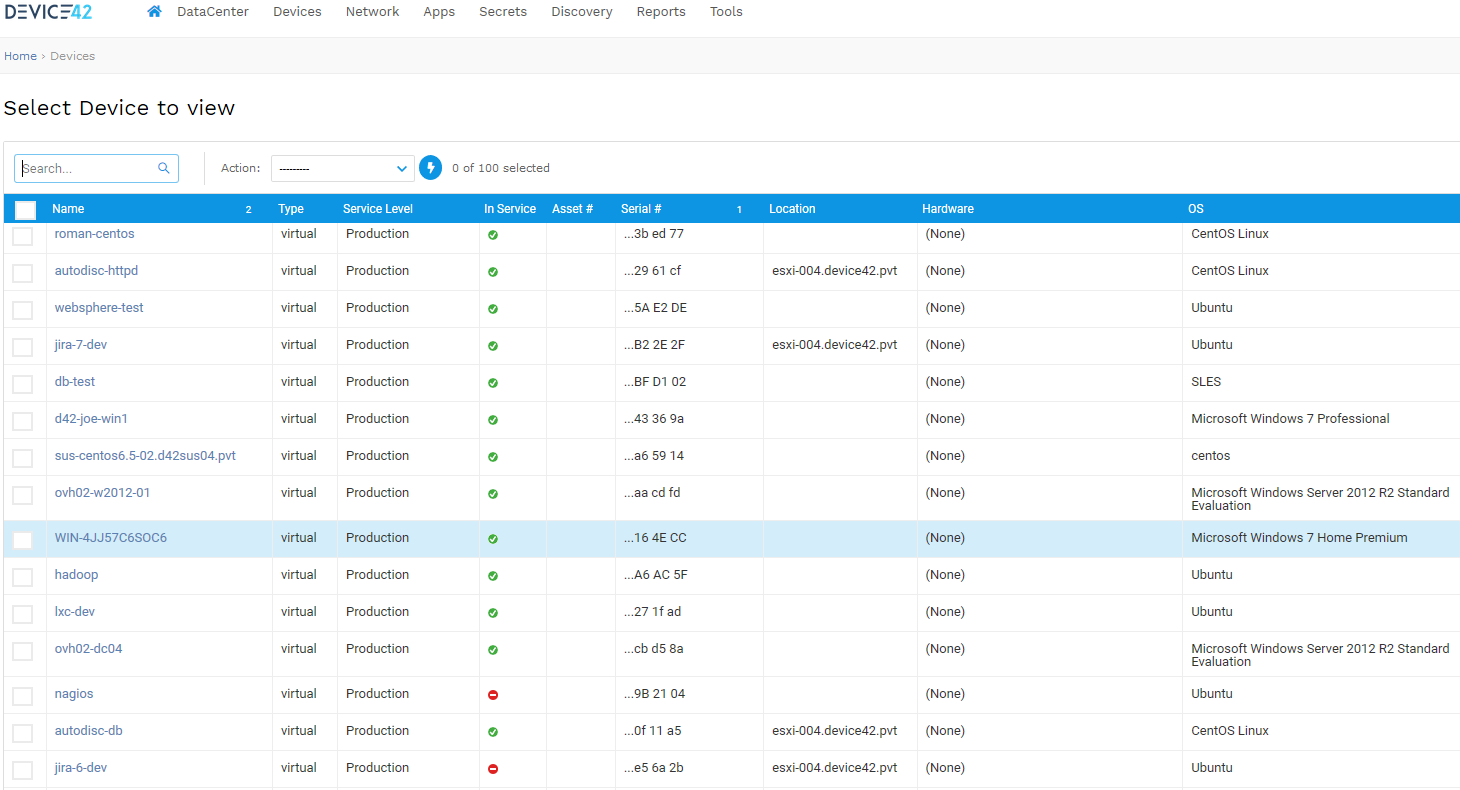 DEVICE42 DataCenter Devices Network Apps Secrets Discovery Reports Tools
Home › Devices
Select Device to view
Search... Action: --------- 0 of 100 selected
Name 2 Type Service Level In Service Asset # Serial # 1 Location Hardware OS
roman-centos virtual Production ...3b ed 77 (None) CentOS Linux
autodisc-httpd virtual Production ...29 61 cf esxi-004.device42.pvt (None) CentOS Linux
websphere-test virtual Production ...5A E2 DE (None) Ubuntu
jira-7-dev virtual Production ...B2 2E 2F esxi-004.device42.pvt (None) Ubuntu
db-test virtual Production ...BF D1 02 (None) SLES
d42-joe-win1 virtual Production ...43 36 9a (None) Microsoft Windows 7 Professional
sus-centos6.5-02.d42sus04.pvt virtual Production ...a6 59 14 (None) centos
ovh02-w2012-01 virtual Production ...aa cd fd (None) Microsoft Windows Server 2012 R2 Standard
Evaluation
WIN-4JJ57C6SOC6 virtual Production ...16 4E CC (None) Microsoft Windows 7 Home Premium
hadoop virtual Production ...A6 AC 5F (None) Ubuntu
lxc-dev virtual Production ...27 1f ad (None) Ubuntu
ovh02-dc04 virtual Production ...cb d5 8a (None) Microsoft Windows Server 2012 R2 Standard
Evaluation
nagios virtual Production ...9B 21 04 (None) Ubuntu
autodisc-db virtual Production ...0f 11 a5 esxi-004.device42.pvt (None) CentOS Linux
jira-6-dev virtual Production ...e5 6a 2b esxi-004.device42.pvt (None) Ubuntu